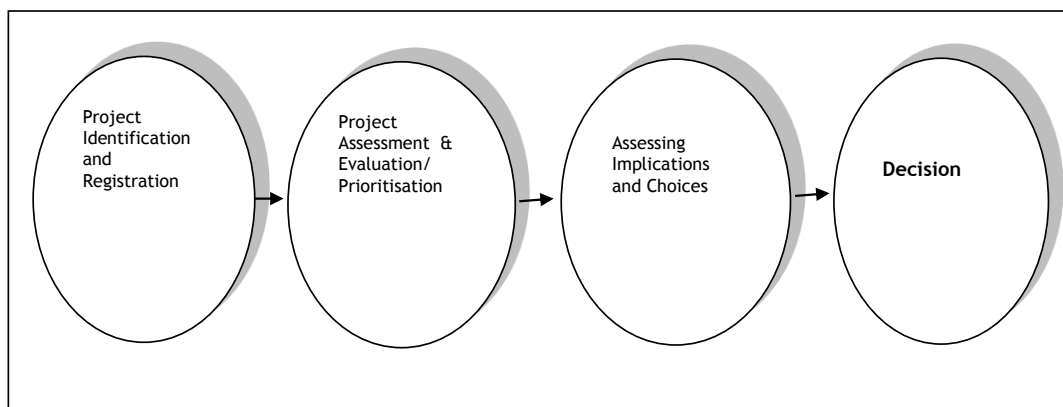 Project
Identification
and
Registration
Project
Assessment &
Evaluation/
Prioritisation
Assessing
Implications
and Choices
Decision